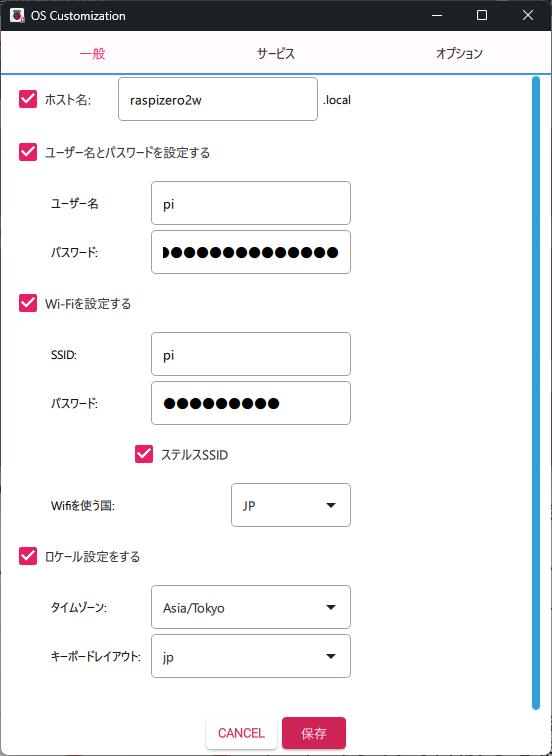 OS Customization
一般 サービス オプション
ホスト名: raspizero2w .local
ユーザー名とパスワードを設定する
ユーザー名 pi
パスワード: ●●●●●●●●●●●●●●
Wi-Fiを設定する
SSID: pi
パスワード: ●●●●●●●●●
ステルスSSID
Wifiを使う国: JP
ロケール設定をする
タイムゾーン: Asia/Tokyo
キーボードレイアウト: jp
CANCEL 保存